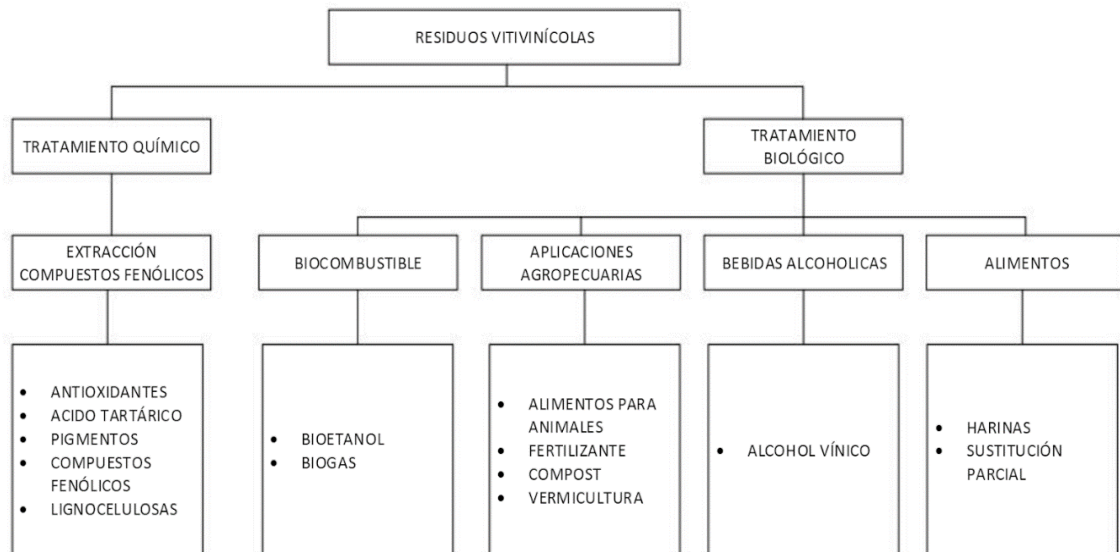 RESIDUOS VITIVINÍCOLAS
TRATAMIENTO QUÍMICO
TRATAMIENTO
BIOLÓGICO
EXTRACCIÓN
COMPUESTOS FENÓLICOS
BIOCOMBUSTIBLE
APLICACIONES
AGROPECUARIAS
BEBIDAS ALCOHOLICAS
ALIMENTOS
• ANTIOXIDANTES
• ACIDO TARTÁRICO
• PIGMENTOS
• COMPUESTOS
FENÓLICOS
• LIGNOCELULOSAS
• BIOETANOL
• BIOGAS
• ALIMENTOS PARA
ANIMALES
• FERTILIZANTE
• COMPOST
• VERMICULTURA
• ALCOHOL VÍNICO
• HARINAS
• SUSTITUCIÓN
PARCIAL